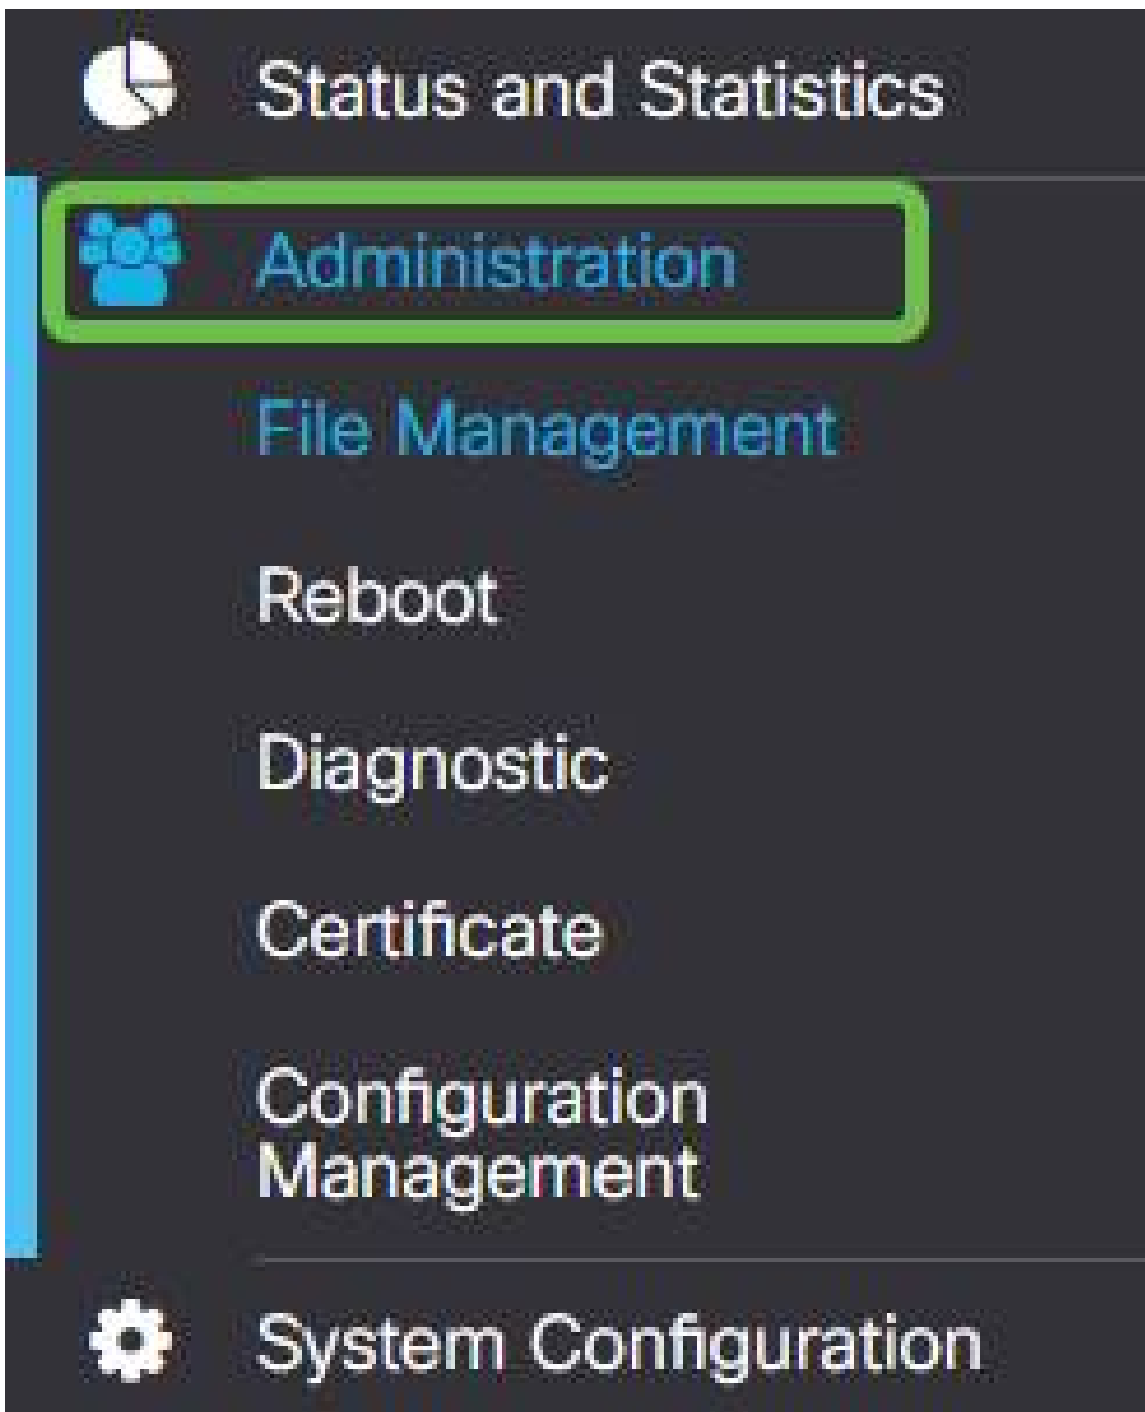 Status and Statistics
Administration
File Management
Reboot
Diagnostic
Certificate
Configuration
Management
System Configuration